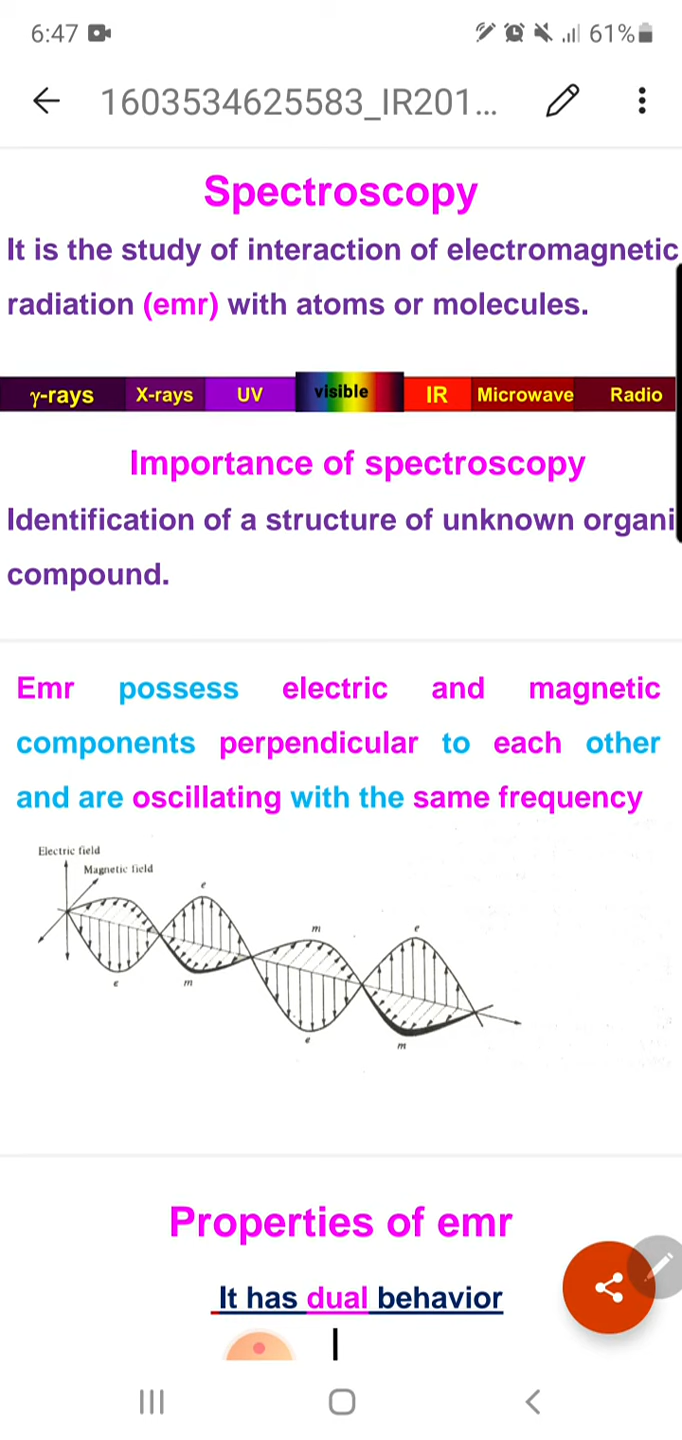 6:47
61%
1603534625583_IR201...
Spectroscopy
It is the study of interaction of electromagnetic
radiation (emr) with atoms or molecules.
γ-rays X-rays UV visible IR Microwave Radio
Importance of spectroscopy
Identification of a structure of unknown organi
compound.
Emr possess electric and magnetic
components perpendicular to each other
and are oscillating with the same frequency
Electric field
Magnetic field
e
m
e
e
m
e
m
Properties of emr
It has dual behavior